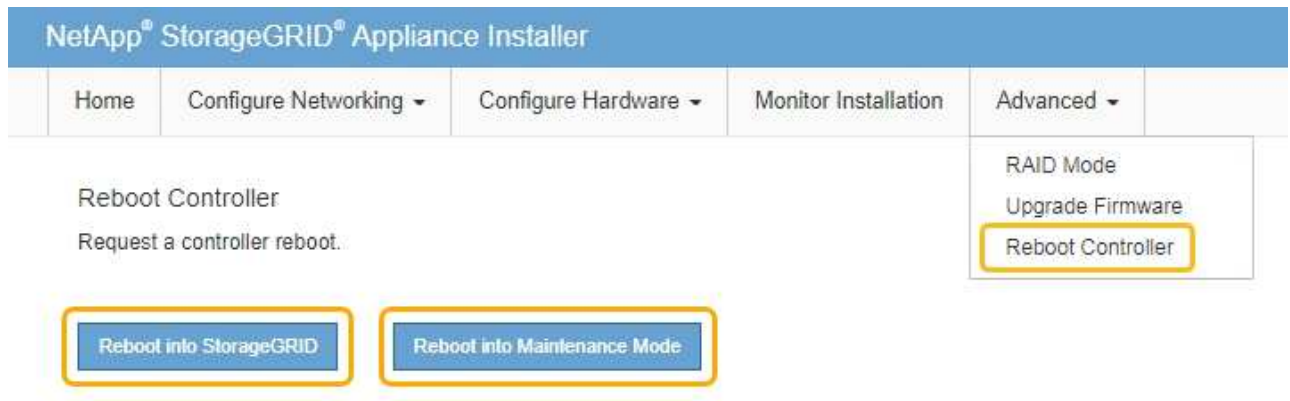 NetApp® StorageGRID® Appliance Installer
Home Configure Networking Configure Hardware Monitor Installation Advanced
RAID Mode
Upgrade Firmware
Reboot Controller
Reboot Controller
Request a controller reboot.
Reboot into StorageGRID Reboot into Maintenance Mode